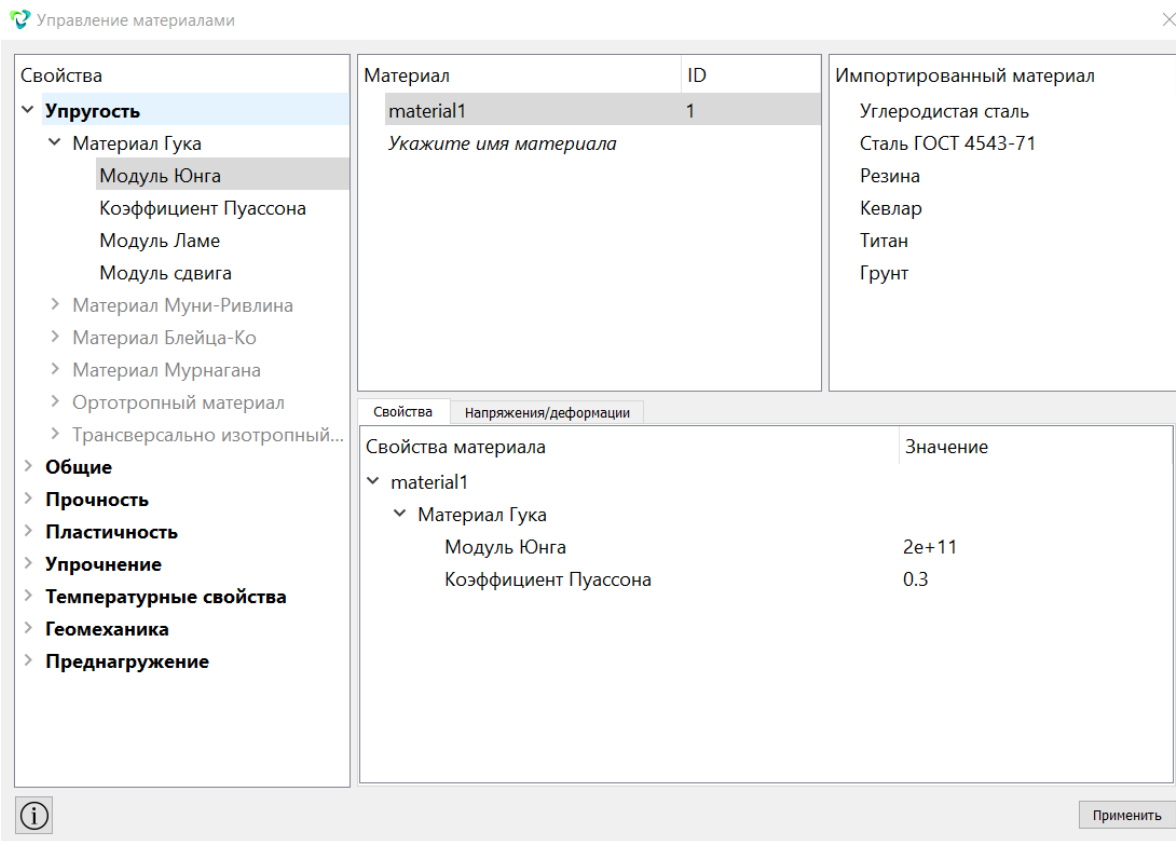 Управление материалами
Свойства
Упругость
Материал Гука
Модуль Юнга
Коэффициент Пуассона
Модуль Ламе
Модуль сдвига
Материал Муни-Ривлина
Материал Блейца-Ко
Материал Мурнагана
Ортотропный материал
Трансверсально изотропный...
Общие
Прочность
Пластичность
Упрочнение
Температурные свойства
Геомеханика
Преднагружение
Материал ID
material1 1
Укажите имя материала
Импортированный материал
Углеродистая сталь
Сталь ГОСТ 4543-71
Резина
Кевлар
Титан
Грунт
Свойства Напряжения/деформации
Свойства материала Значение
material1
Материал Гука
Модуль Юнга 2e+11
Коэффициент Пуассона 0.3
Применить